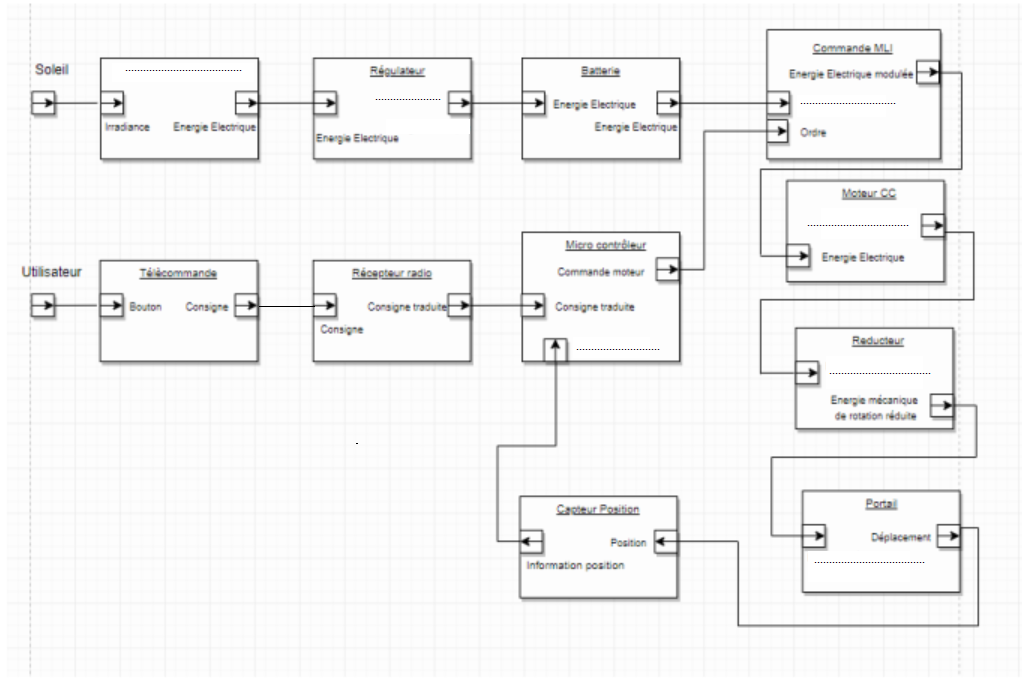 Soleil
..........................................
Irradiance
Energie Electrique
Régulateur
........................
Energie Electrique
Batterie
Energie Electrique
Energie Electrique
Commande MLI
Energie Electrique modulée
..................................
Ordre
Moteur CC
....................................
Energie Electrique
Utilisateur
Télécommande
Bouton
Consigne
Récepteur radio
Consigne traduite
Consigne
Micro contrôleur
Commande moteur
Consigne traduite
..............................
Reducteur
....................................
Energie mécanique
de rotation réduite
Capteur Position
Position
Information position
Portail
Déplacement
........................................